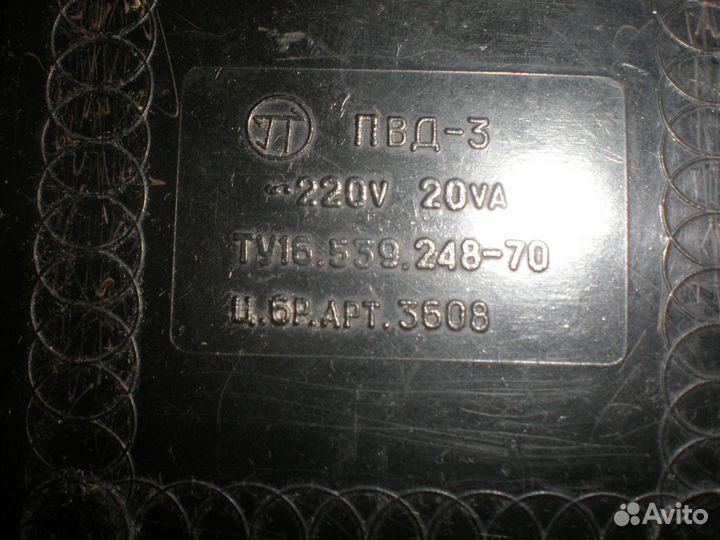 ПВД-3
~220V 20VA
ТУ16.539.248-70
Ц.6Р.АРТ.3608
Avito